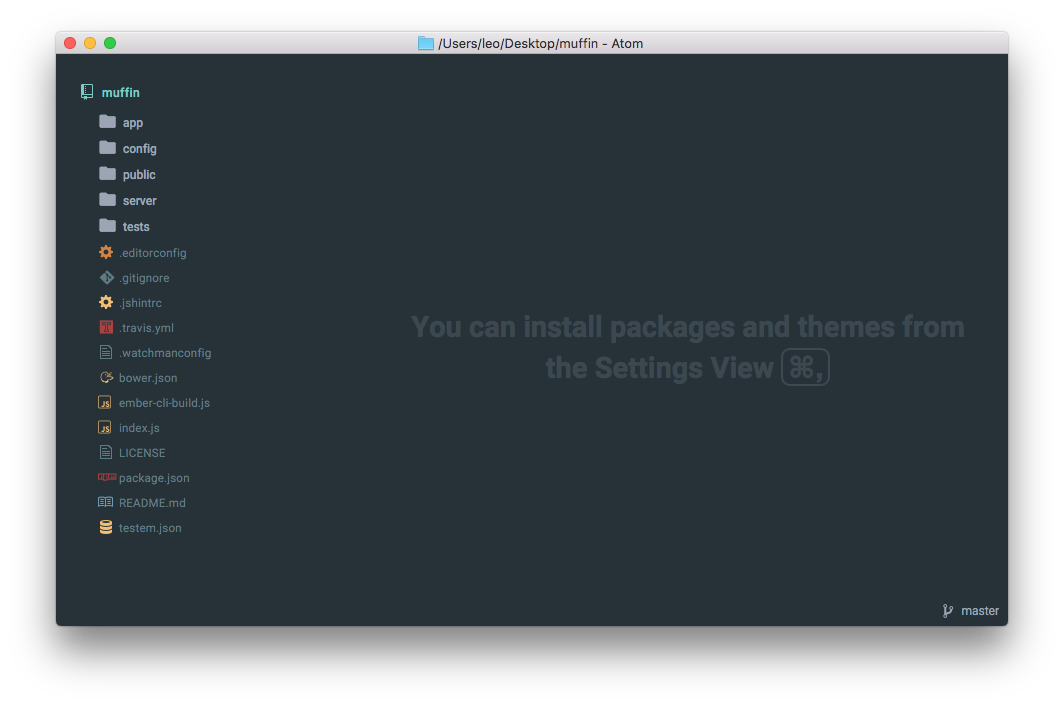 /Users/leo/Desktop/muffin - Atom
muffin
app
config
public
server
tests
.editorconfig
.gitignore
.jshintrc
.travis.yml
.watchmanconfig
bower.json
ember-cli-build.js
index.js
LICENSE
package.json
README.md
testem.json
You can install packages and themes from
the Settings View ⌘,
master